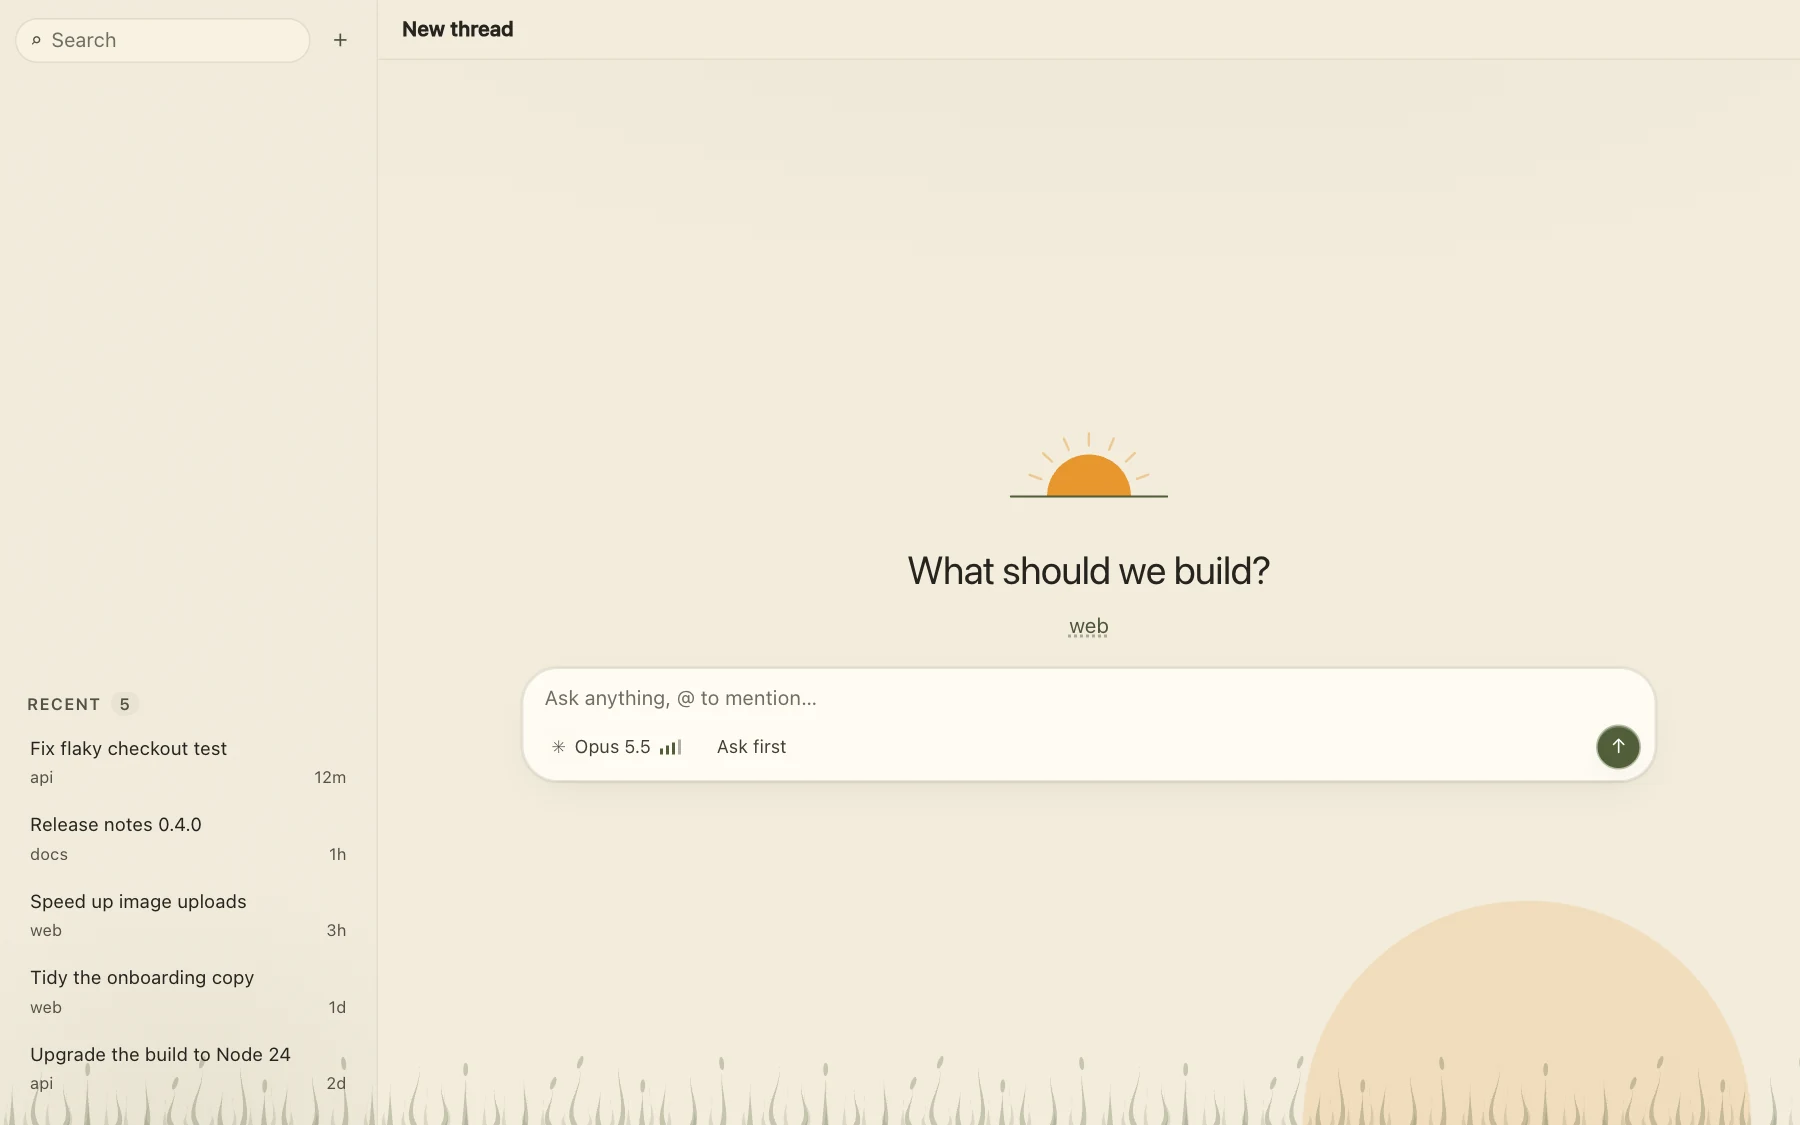 Search
+
New thread
What should we build?
web
Ask anything, @ to mention...
Opus 5.5
Ask first
RECENT 5
Fix flaky checkout test
api 12m
Release notes 0.4.0
docs 1h
Speed up image uploads
web 3h
Tidy the onboarding copy
web 1d
Upgrade the build to Node 24
api 2d